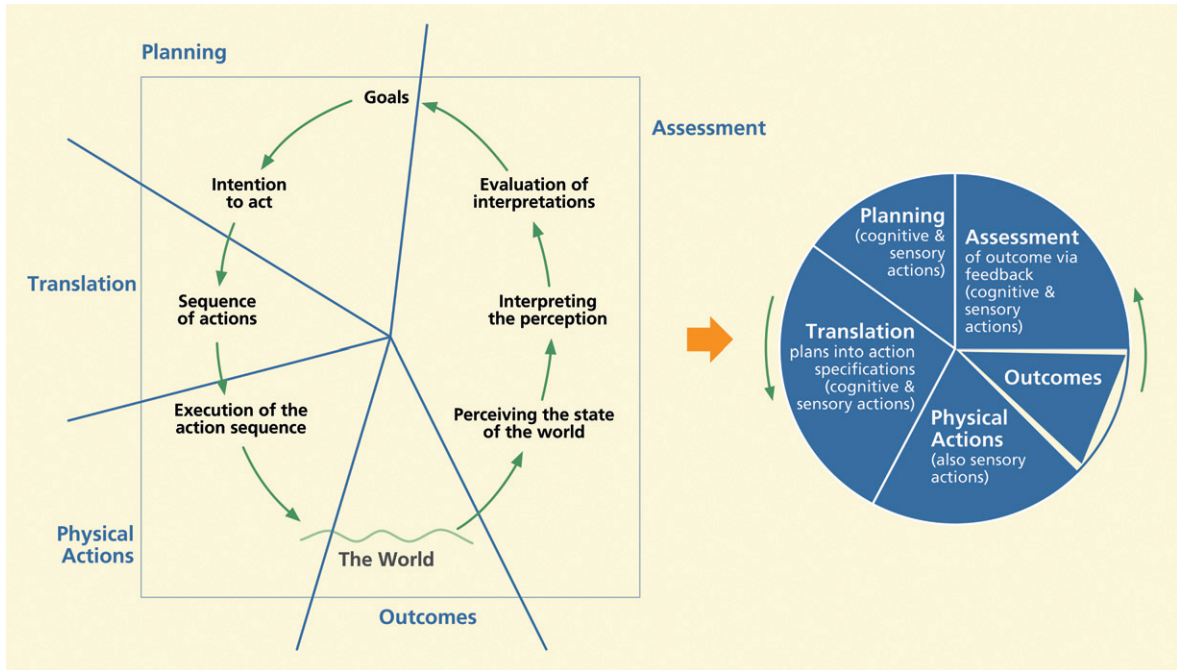 Planning
Goals
Assessment
Intention
to act
Evaluation of
interpretations
Translation
Sequence
of actions
Interpreting
the perception
Execution of the
action sequence
Perceiving the state
of the world
Physical
Actions
The World
Outcomes
Planning
(cognitive &
sensory
actions)
Assessment
of outcome via
feedback
(cognitive &
sensory
actions)
Translation
plans into action
specifications
(cognitive &
sensory actions)
Outcomes
Physical
Actions
(also sensory
actions)